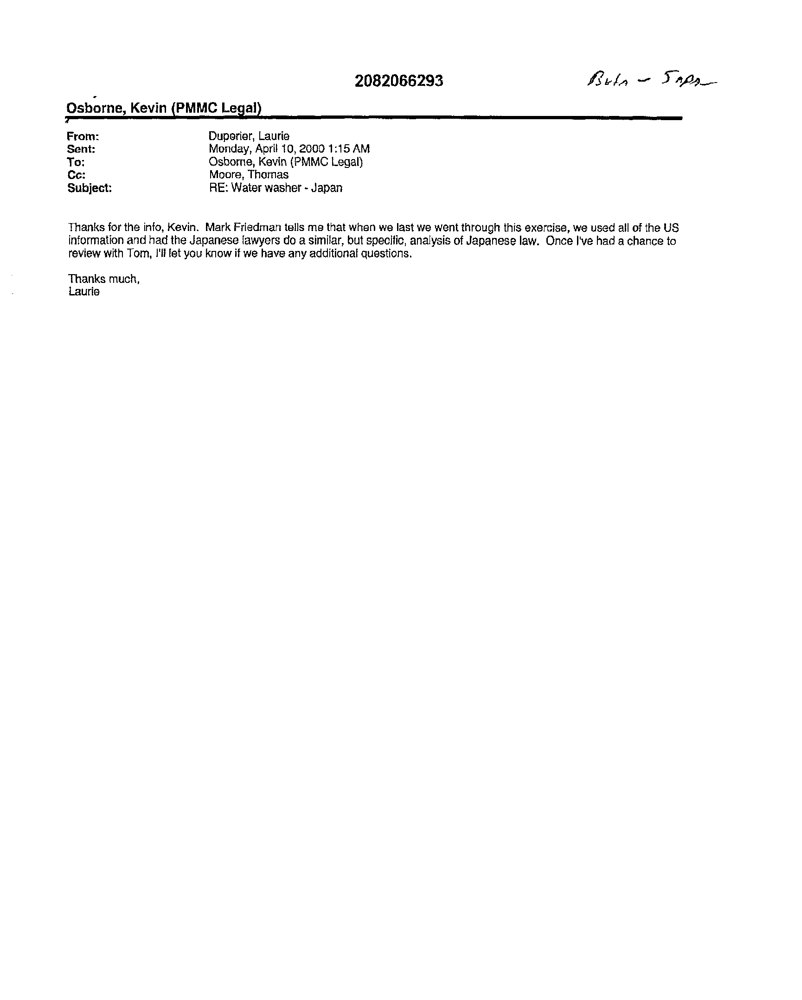 2082066293
Osborne, Kevin (PMMC Legal)
From: Duperier, Laurie
Sent: Monday, April 10, 2000 1:15 AM
To: Osborne, Kevin (PMMC Legal)
Cc: Moore, Thomas
Subject: RE: Water washer - Japan
Thanks for the info, Kevin. Mark Friedman tells me that when we last we went through this exercise, we used all of the US
information and had the Japanese lawyers do a similar, but specific, analysis of Japanese law. Once I've had a chance to
review with Tom, I'll let you know if we have any additional questions.
Thanks much,
Laurie